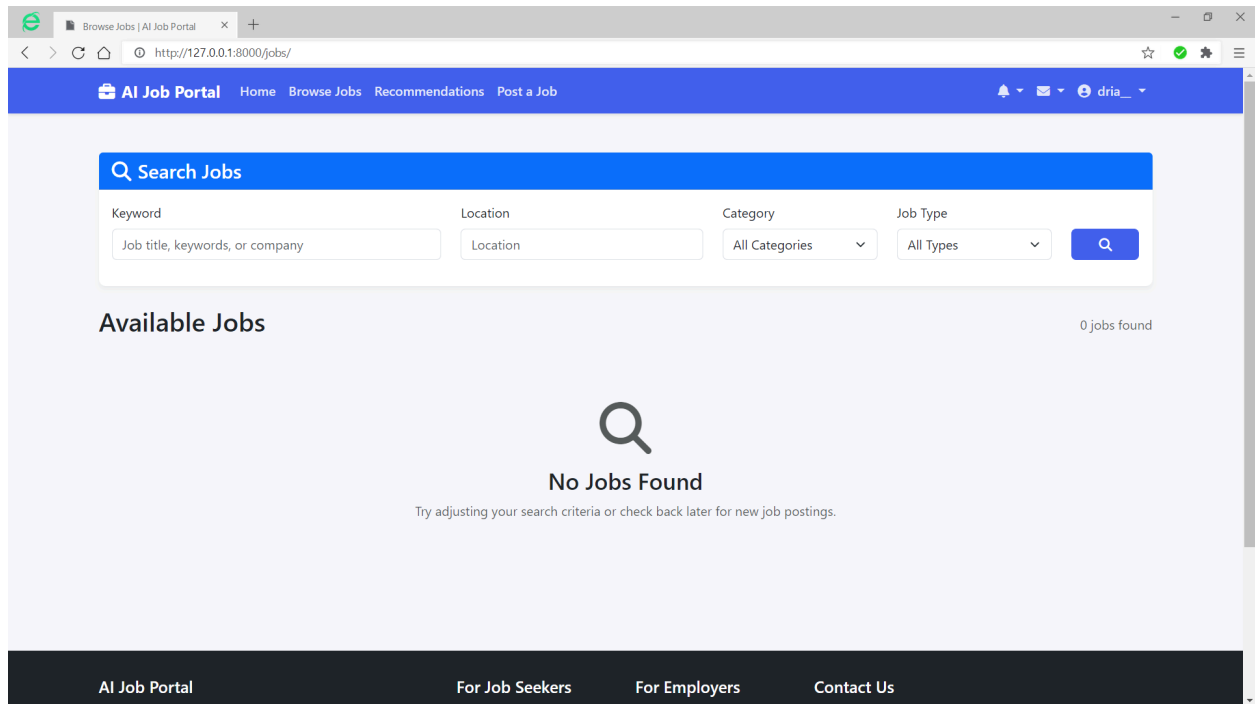 Browse Jobs | AI Job Portal
http://127.0.0.1:8000/jobs/
AI Job Portal Home Browse Jobs Recommendations Post a Job dria__
Search Jobs
Keyword Location Category Job Type
Job title, keywords, or company Location All Categories All Types
Available Jobs 0 jobs found
No Jobs Found
Try adjusting your search criteria or check back later for new job postings.
AI Job Portal For Job Seekers For Employers Contact Us